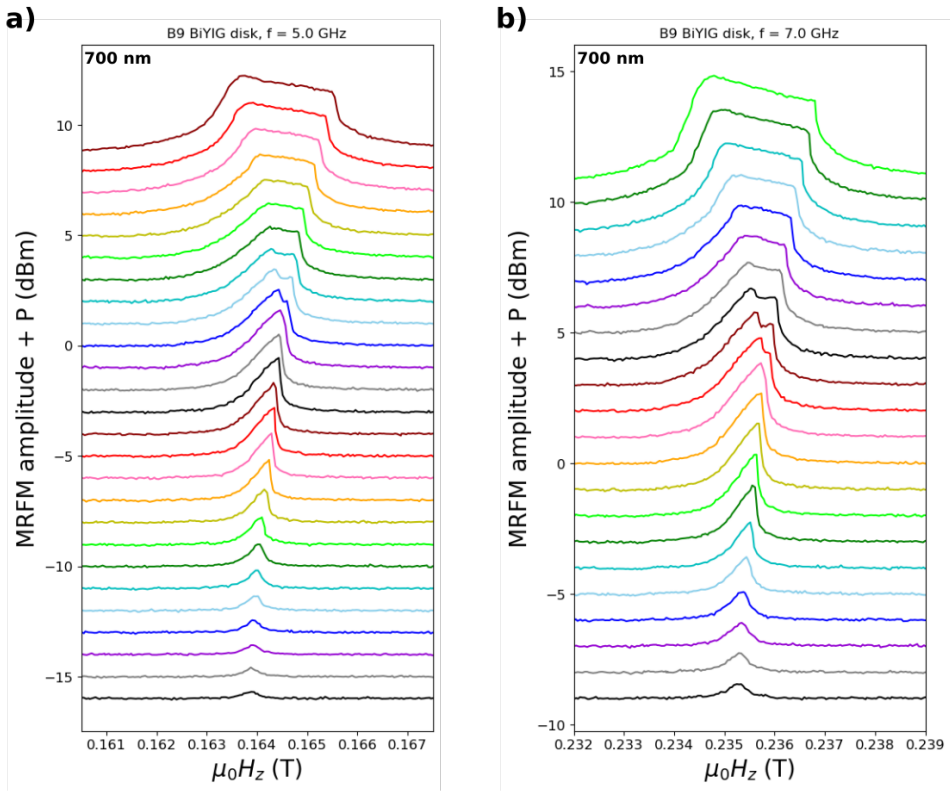 a)
B9 BiYIG disk, f = 5.0 GHz
700 nm
MRFM amplitude + P (dBm)
10
5
0
−5
−10
−15
0.161 0.162 0.163 0.164 0.165 0.166 0.167
μ₀H_z (T)
b)
B9 BiYIG disk, f = 7.0 GHz
700 nm
MRFM amplitude + P (dBm)
15
10
5
0
−5
−10
0.232 0.233 0.234 0.235 0.236 0.237 0.238 0.239
μ₀H_z (T)